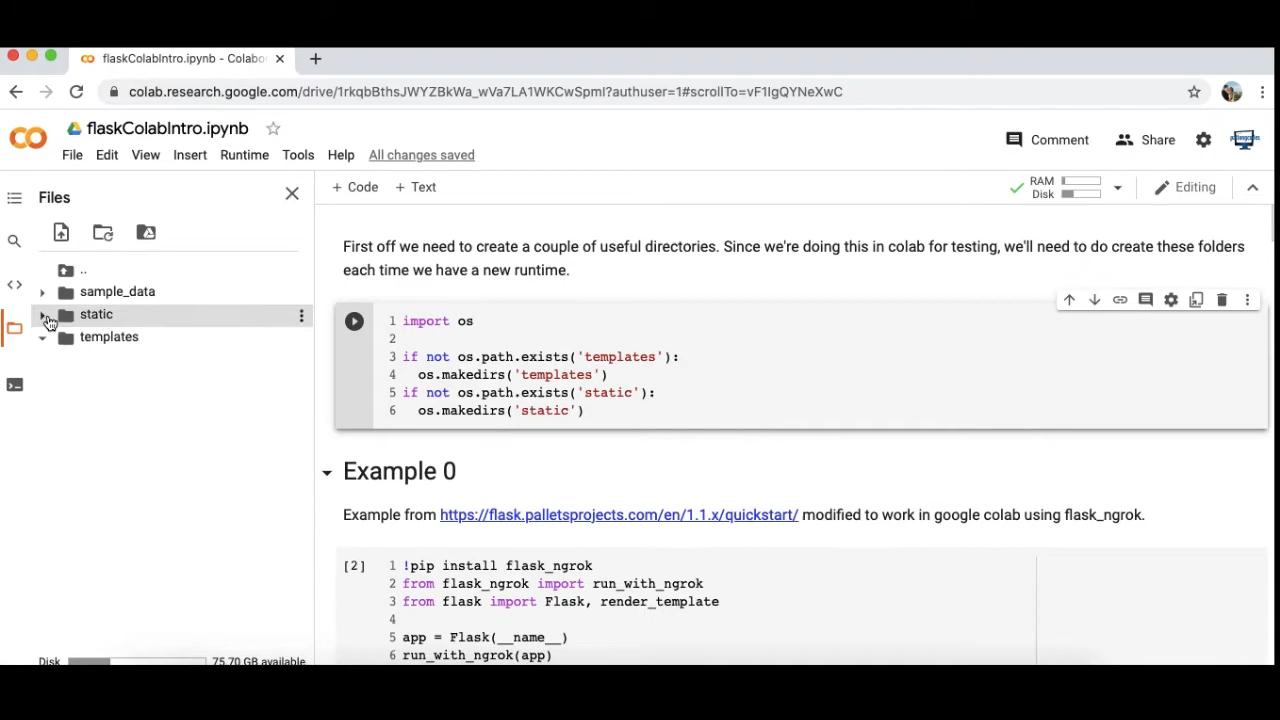 flaskColabIntro.ipynb - Colabo
colab.research.google.com/drive/1rkqbBthsJWYZBkWa_wVa7LA1WKCwSpmI?authuser=1#scrollTo=vF1IgQYNeXwC
flaskColabIntro.ipynb
File Edit View Insert Runtime Tools Help All changes saved
Comment Share
Files
+ Code + Text
RAM
Disk
Editing
..
sample_data
static
templates
First off we need to create a couple of useful directories. Since we're doing this in colab for testing, we'll need to do create these folders
each time we have a new runtime.
1 import os
2
3 if not os.path.exists('templates'):
4 os.makedirs('templates')
5 if not os.path.exists('static'):
6 os.makedirs('static')
Example 0
Example from https://flask.palletsprojects.com/en/1.1.x/quickstart/ modified to work in google colab using flask_ngrok.
[2] 1 !pip install flask_ngrok
2 from flask_ngrok import run_with_ngrok
3 from flask import Flask, render_template
4
5 app = Flask(__name__)
6 run_with_ngrok(app)
Disk 75.70 GB available